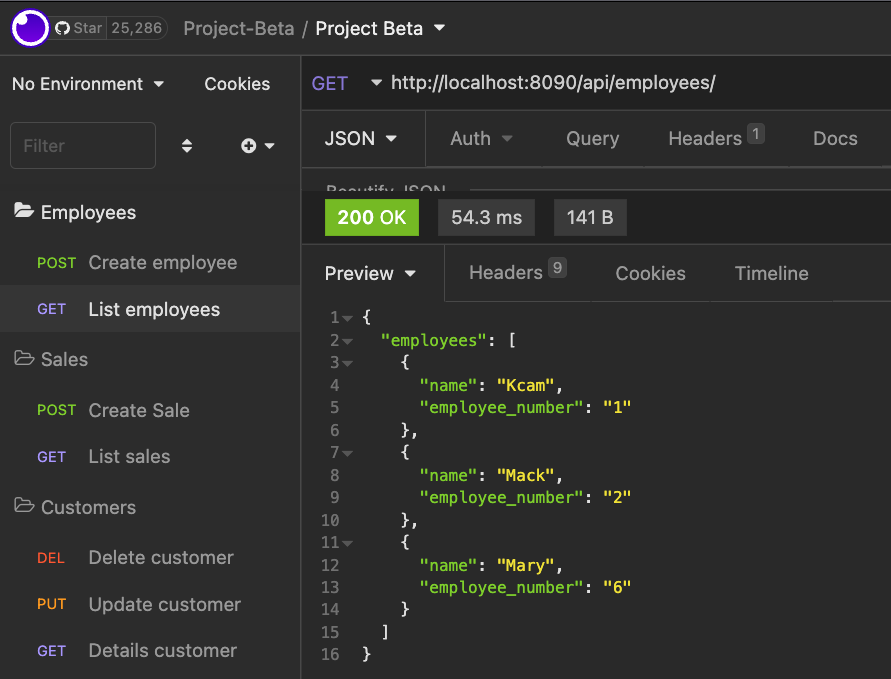 Star 25,286 Project-Beta / Project Beta
No Environment Cookies
GET http://localhost:8090/api/employees/
Filter
JSON Auth Query Headers 1 Docs
Beautify JSON
200 OK 54.3 ms 141 B
Preview Headers 9 Cookies Timeline
Employees
POST Create employee
GET List employees
Sales
POST Create Sale
GET List sales
Customers
DEL Delete customer
PUT Update customer
GET Details customer
1 {
2 "employees": [
3 {
4 "name": "Kcam",
5 "employee_number": "1"
6 },
7 {
8 "name": "Mack",
9 "employee_number": "2"
10 },
11 {
12 "name": "Mary",
13 "employee_number": "6"
14 }
15 ]
16 }